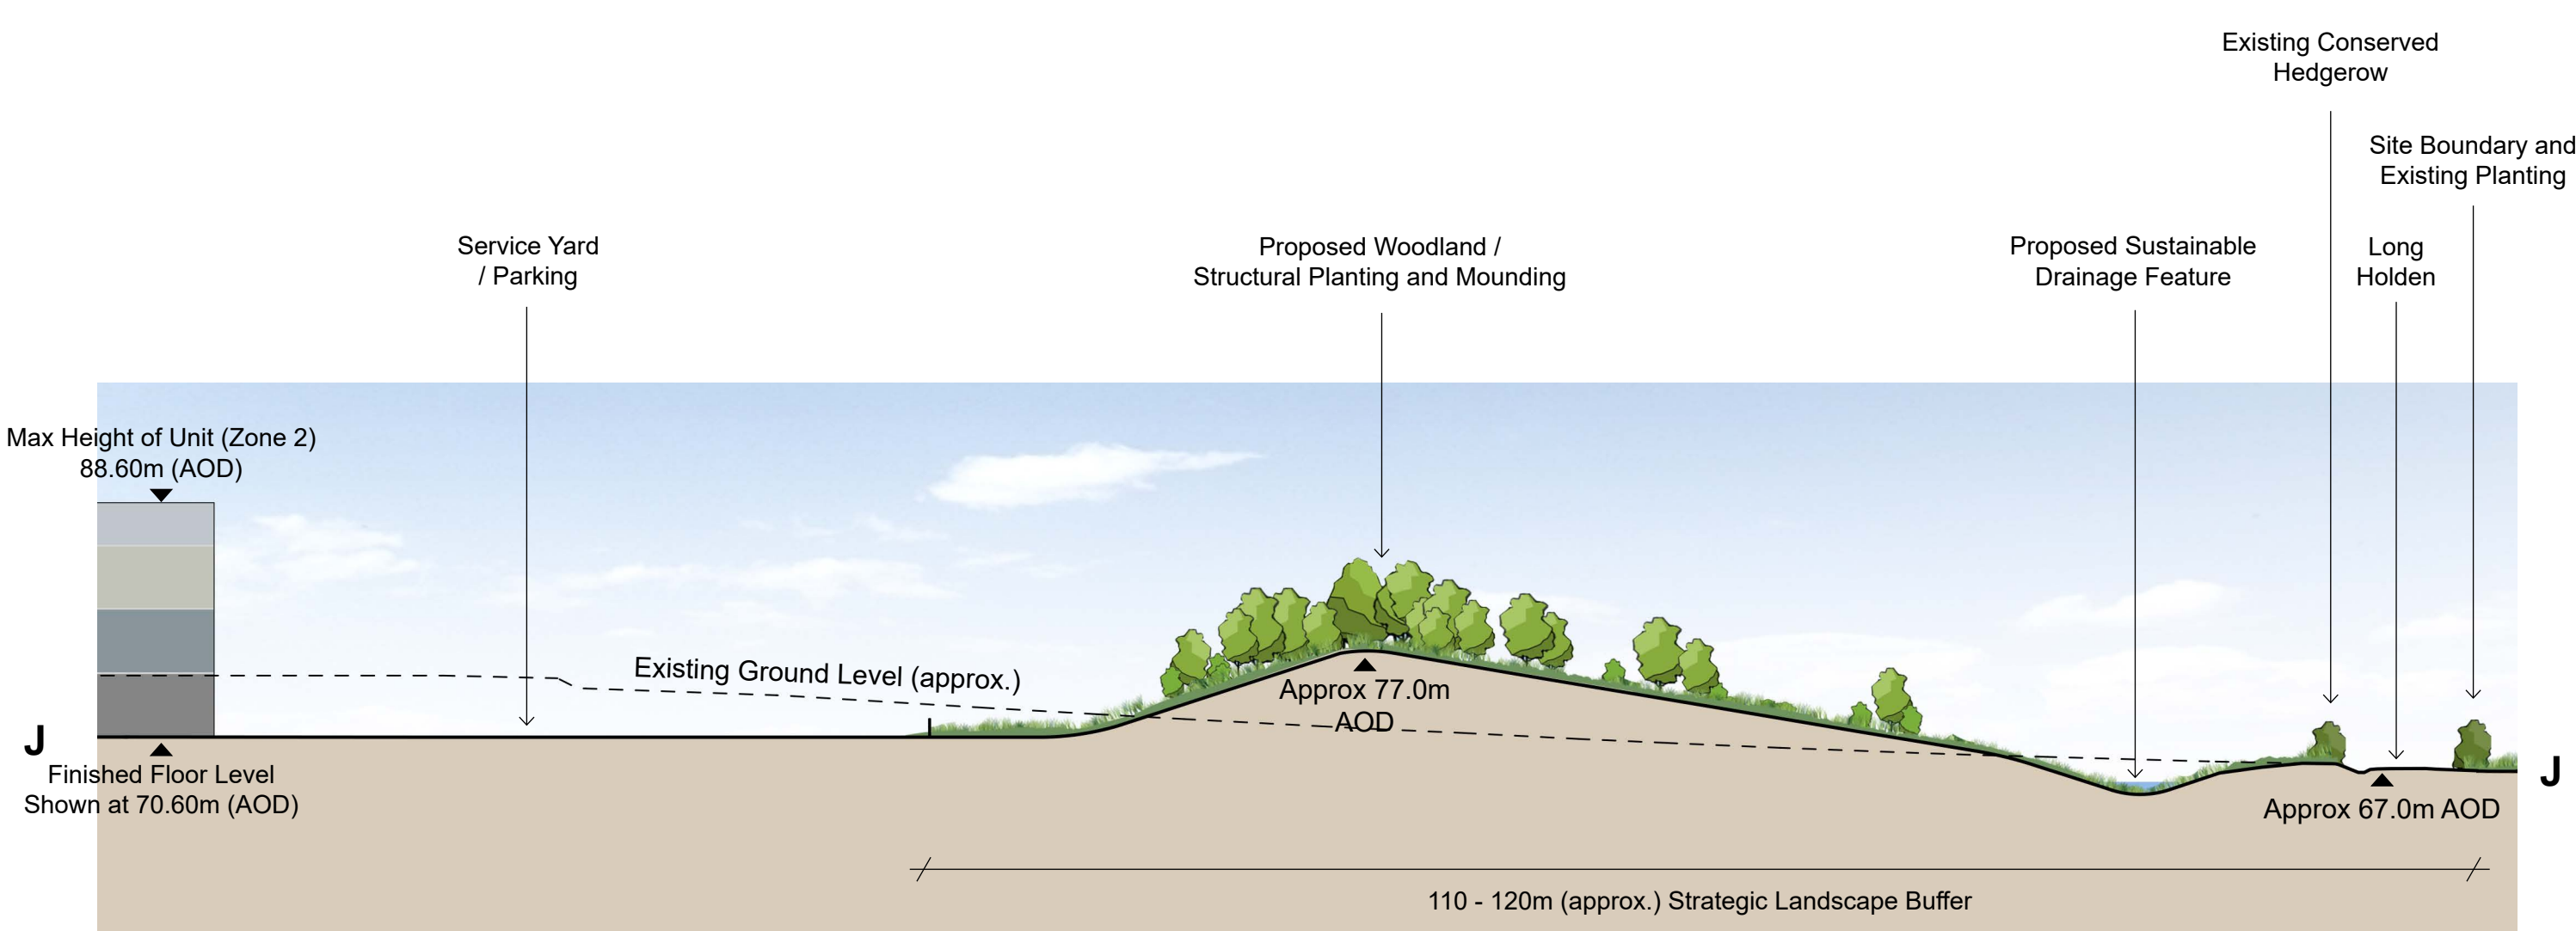 Existing Conserved
Hedgerow
Site Boundary and
Existing Planting
Service Yard
/ Parking
Proposed Woodland /
Structural Planting and Mounding
Proposed Sustainable
Drainage Feature
Long
Holden
Max Height of Unit (Zone 2)
88.60m (AOD)
Existing Ground Level (approx.)
Approx 77.0m
AOD
J
J
Finished Floor Level
Shown at 70.60m (AOD)
Approx 67.0m AOD
110 - 120m (approx.) Strategic Landscape Buffer